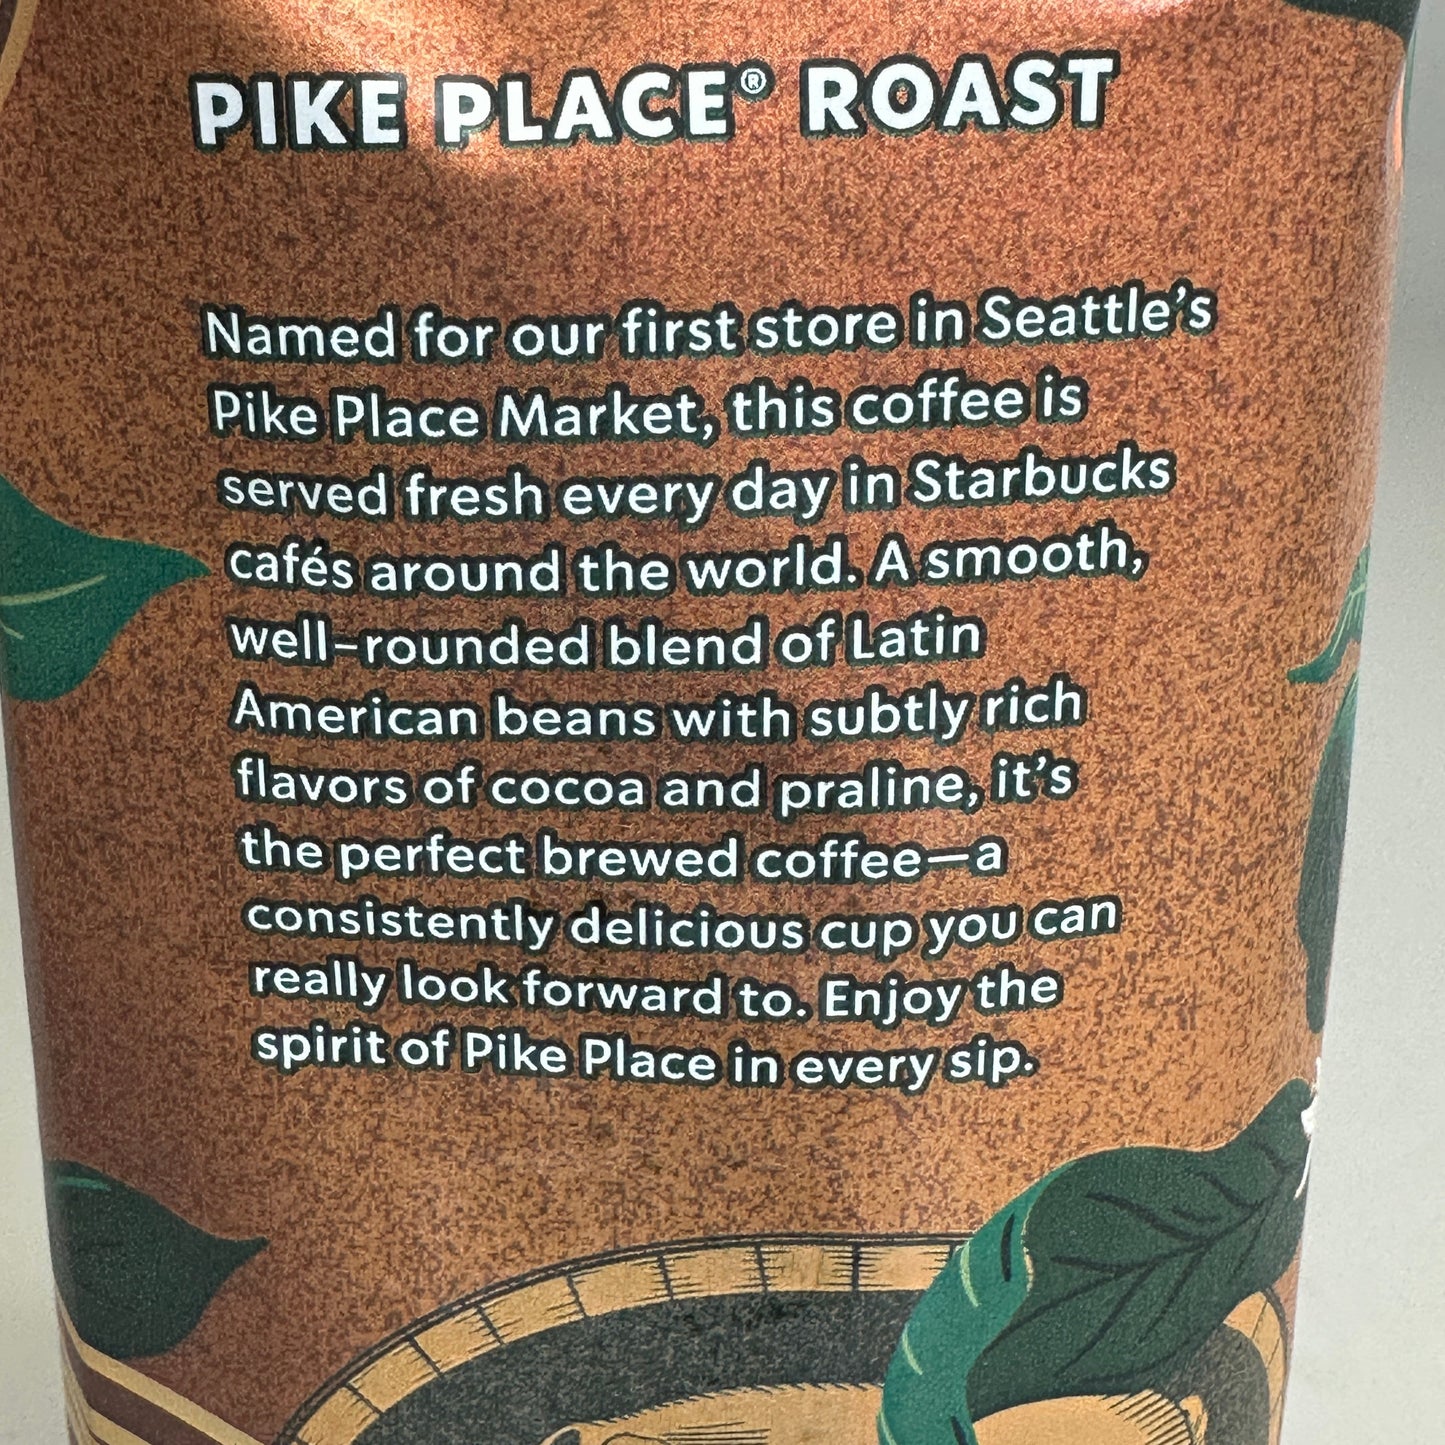 PIKE PLACE® ROAST
Named for our first store in Seattle's
Pike Place Market, this coffee is
served fresh every day in Starbucks
cafés around the world. A smooth,
well-rounded blend of Latin
American beans with subtly rich
flavors of cocoa and praline, it's
the perfect brewed coffee—a
consistently delicious cup you can
really look forward to. Enjoy the
spirit of Pike Place in every sip.